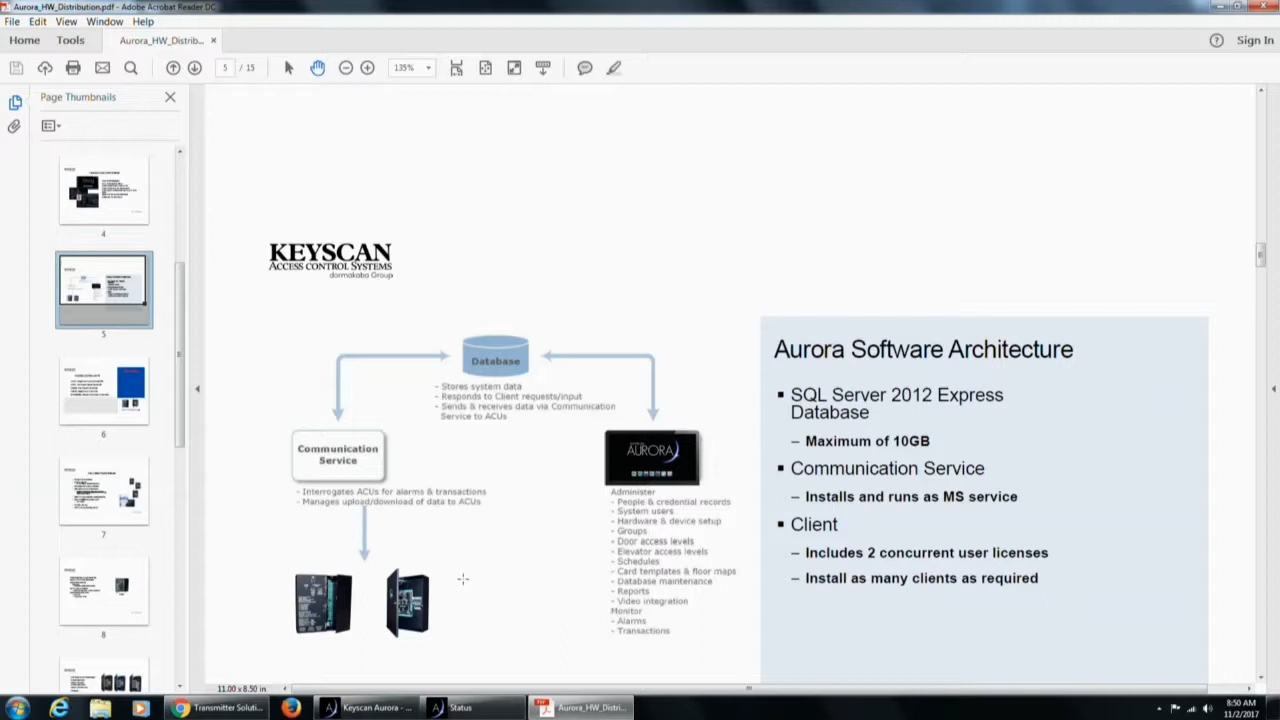 Aurora_HW_Distribution.pdf - Adobe Acrobat Reader DC
File Edit View Window Help
Home Tools Aurora_HW_Distrib... × Sign In
5 / 15 135%
Page Thumbnails
4
5
6
7
8
KEYSCAN
ACCESS CONTROL SYSTEMS
dormakaba Group
Database
- Stores system data
- Responds to Client requests/input
- Sends & receives data via Communication
Service to ACUs
Communication
Service
- Interrogates ACUs for alarms & transactions
- Manages upload/download of data to ACUs
AURORA
Administer
- People & credential records
- System users
- Hardware & device setup
- Groups
- Door access levels
- Elevator access levels
- Schedules
- Card templates & floor maps
- Database maintenance
- Reports
- Video integration
Monitor
- Alarms
- Transactions
Aurora Software Architecture
▪ SQL Server 2012 Express
Database
– Maximum of 10GB
▪ Communication Service
– Installs and runs as MS service
▪ Client
– Includes 2 concurrent user licenses
– Install as many clients as required
11.00 x 8.50 in
Transmitter Soluti...
Keyscan Aurora - ...
Status
Aurora_HW_Distri...
8:50 AM
11/2/2017